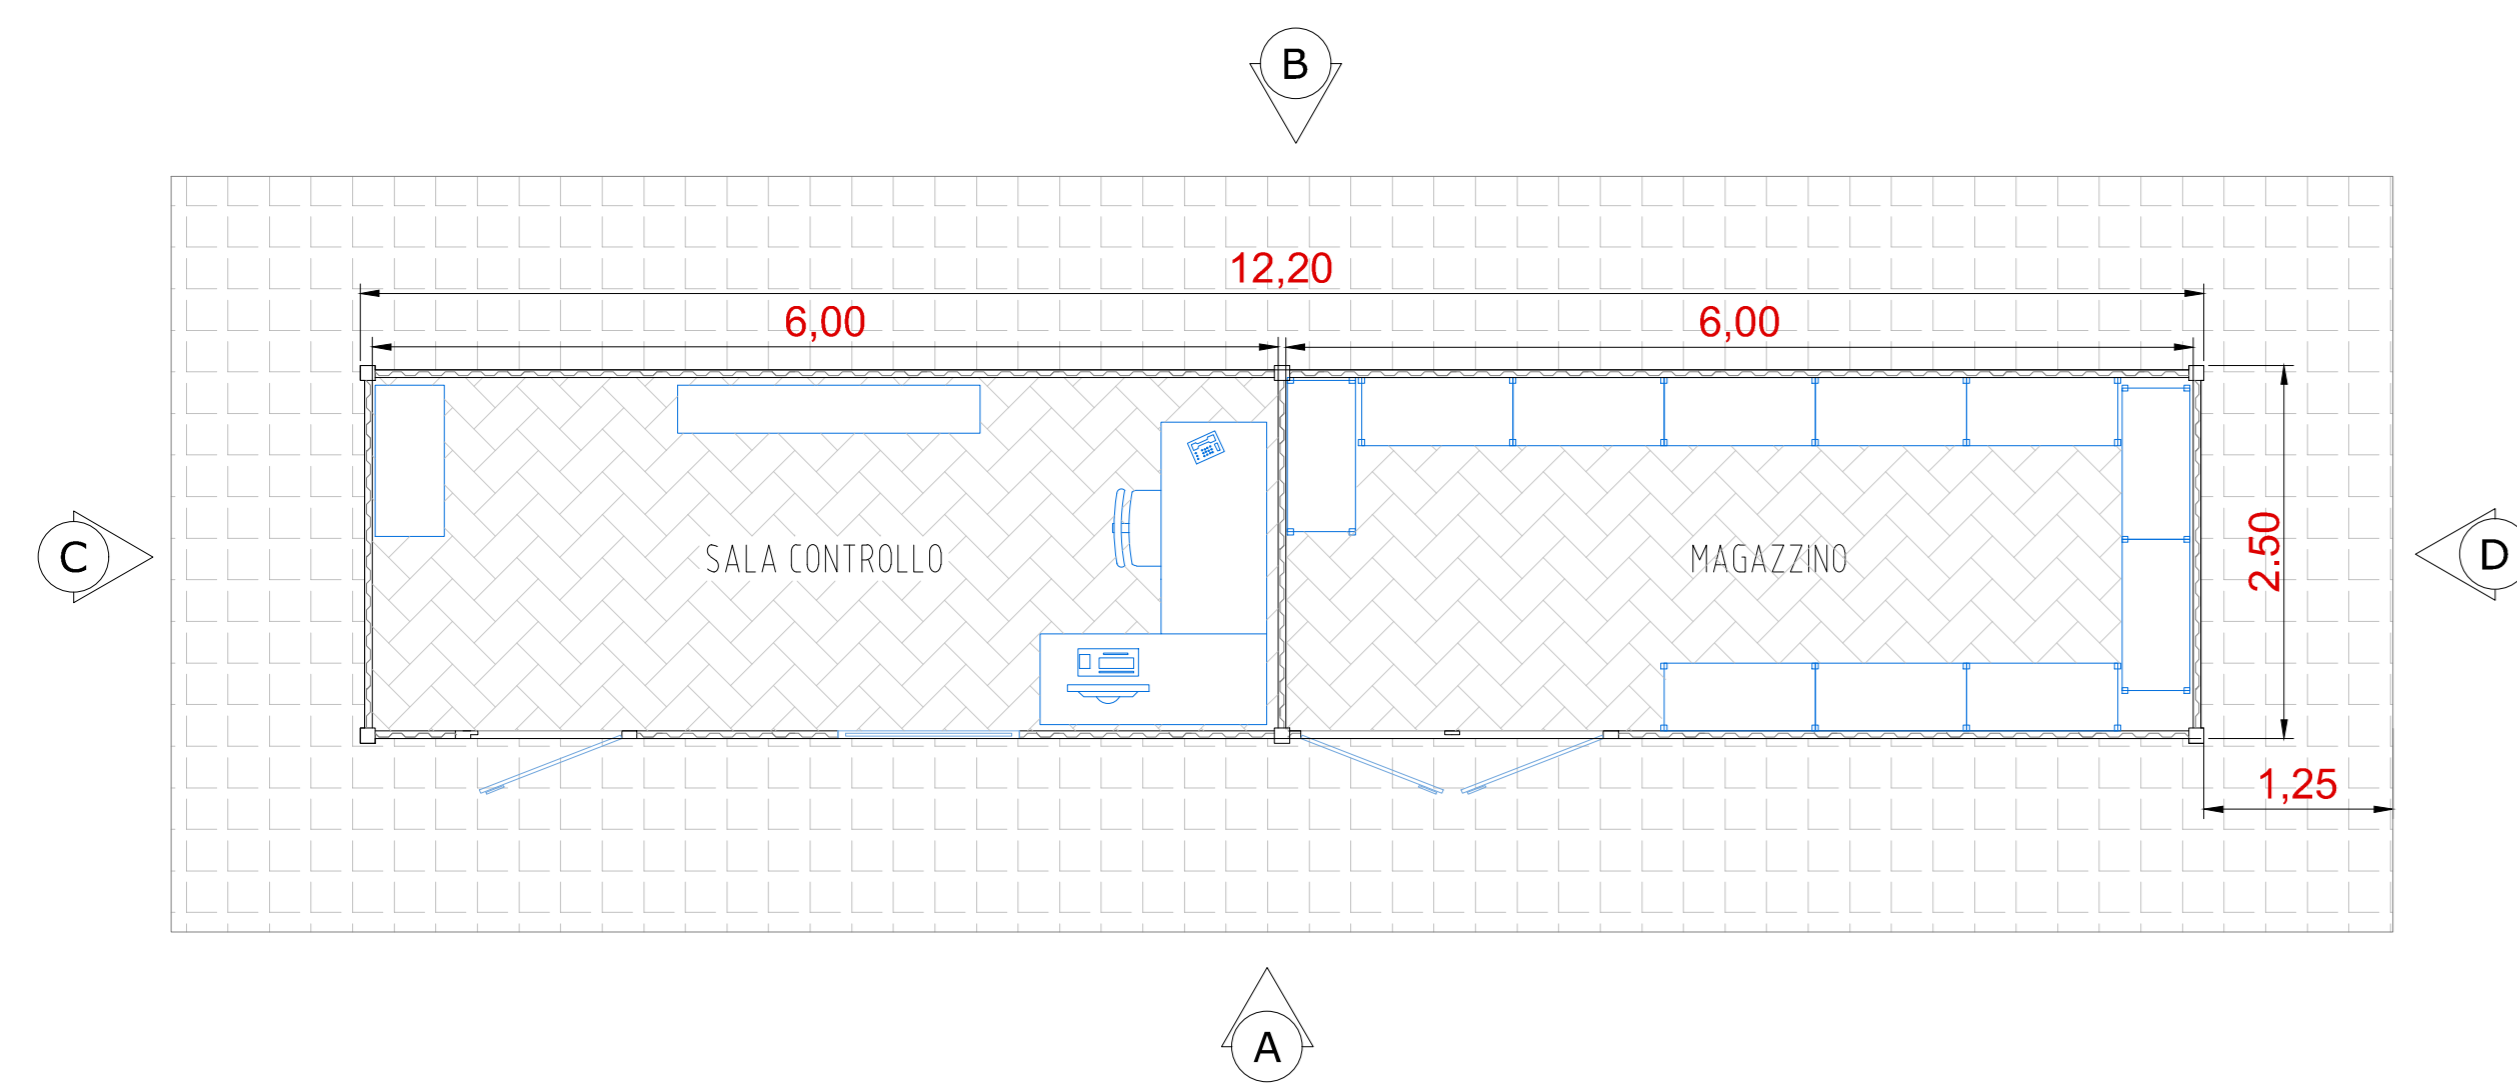 B
12,20
6,00
6,00
SALA CONTROLLO
MAGAZZINO
C
D
2.50
1,25
A